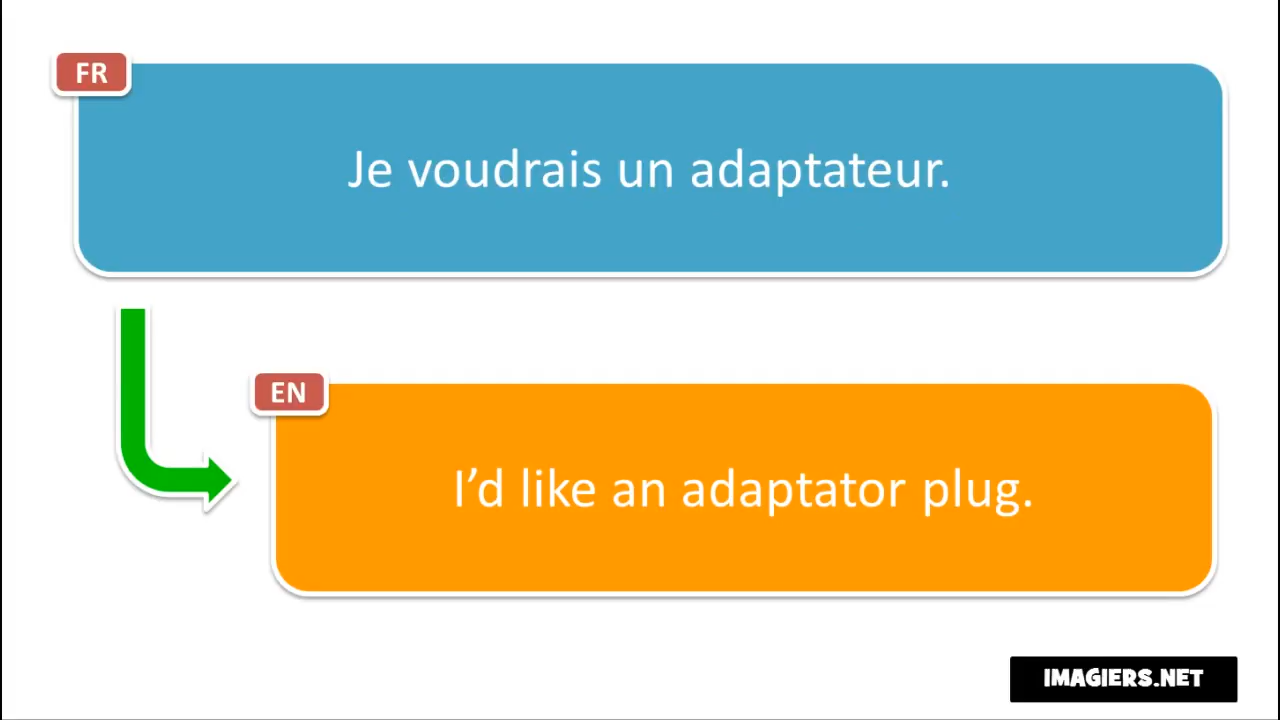 FR
Je voudrais un adaptateur.
EN
I’d like an adaptator plug.
IMAGIERS.NET